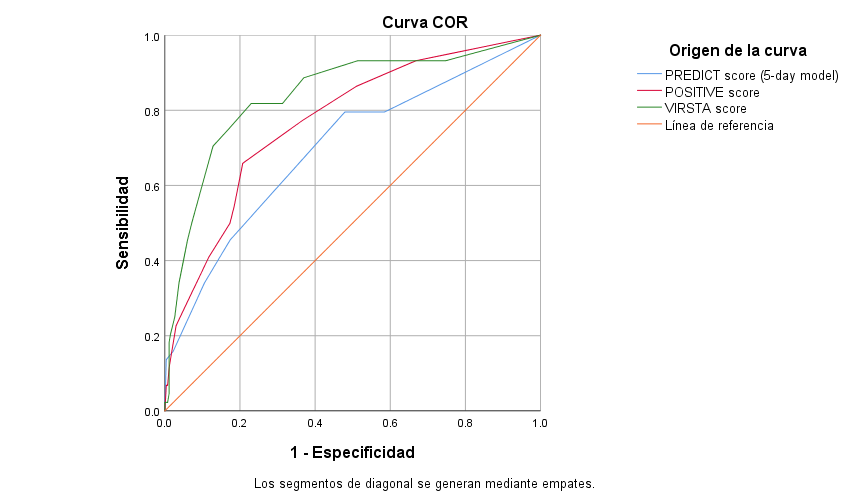 Curva COR
Origen de la curva
PREDICT score (5-day model)
POSITIVE score
VIRSTA score
Línea de referencia
Sensibilidad
1.0
0.8
0.6
0.4
0.2
0.0
0.0 0.2 0.4 0.6 0.8 1.0
1 - Especificidad
Los segmentos de diagonal se generan mediante empates.